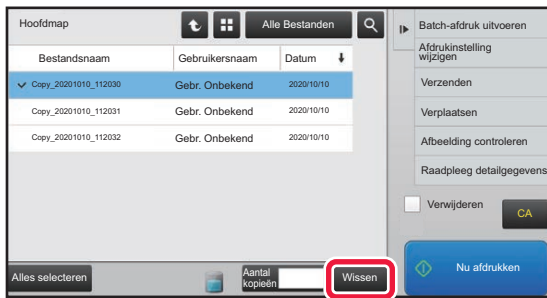 Hoofdmap
Alle Bestanden
Bestandsnaam
Gebruikersnaam
Datum
Copy_20201010_112030
Gebr. Onbekend
2020/10/10
Copy_20201010_112031
Gebr. Onbekend
2020/10/10
Copy_20201010_112032
Gebr. Onbekend
2020/10/10
Alles selecteren
Aantal
kopieën
Wissen
Batch-afdruk uitvoeren
Afdrukinstelling
wijzigen
Verzenden
Verplaatsen
Afbeelding controleren
Raadpleeg detailgegevens
Verwijderen
CA
Nu afdrukken